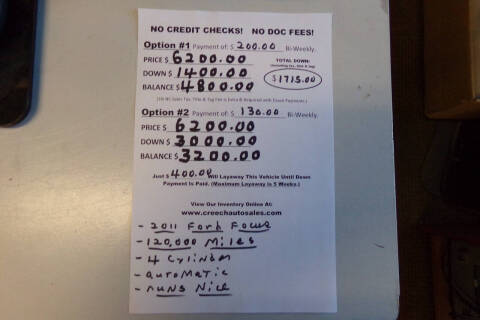 NO CREDIT CHECKS! NO DOC FEES!
Option #1 Payment of: $ 200.00 Bi-Weekly.
PRICE $ 6200.00
TOTAL DOWN:
DOWN $ 1400.00
$1715.00
BALANCE $ 4800.00
Option #2 Payment of: $ 130.00 Bi-Weekly.
PRICE $ 6200.00
DOWN $ 3000.00
BALANCE $ 3200.00
Just $ 400.00 Will Layaway This Vehicle Until Down
Payment Is Paid. (Maximum Layaway is 5 Weeks.)
View Our Inventory Online At:
www.creechautosales.com
- 2011 Ford Focus
- 120,000 Miles
- 4 Cylinder
- automatic
- runs Nice